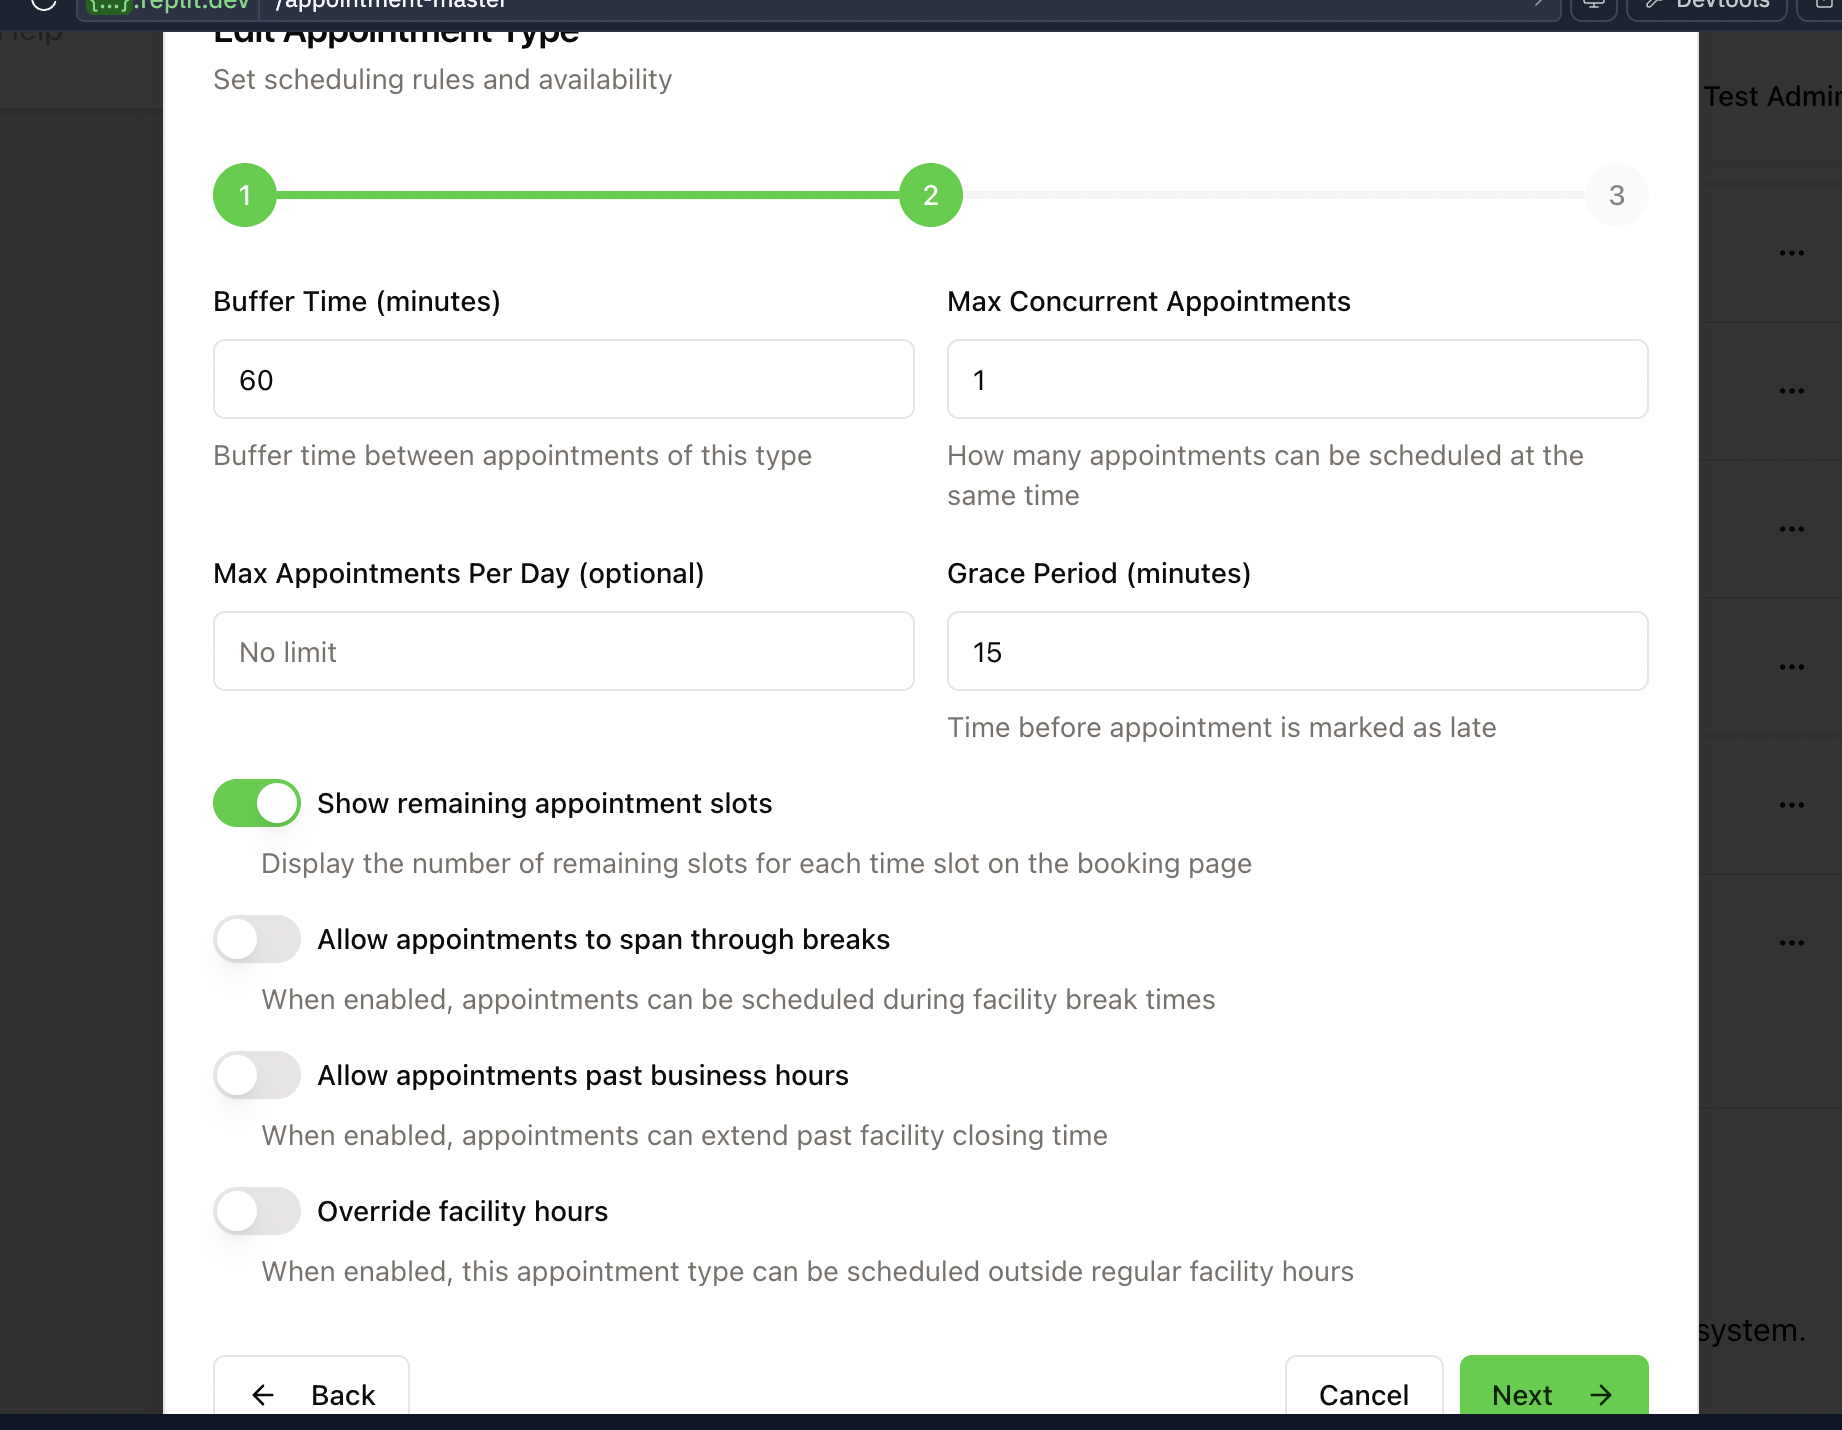 {...}.replit.dev /appointment-master Devtools
Help
Edit Appointment Type
Set scheduling rules and availability
Test Admin
1 2 3
Buffer Time (minutes) Max Concurrent Appointments
60 1
Buffer time between appointments of this type How many appointments can be scheduled at the
same time
Max Appointments Per Day (optional) Grace Period (minutes)
No limit 15
Time before appointment is marked as late
Show remaining appointment slots
Display the number of remaining slots for each time slot on the booking page
Allow appointments to span through breaks
When enabled, appointments can be scheduled during facility break times
Allow appointments past business hours
When enabled, appointments can extend past facility closing time
Override facility hours
When enabled, this appointment type can be scheduled outside regular facility hours
system.
← Back Cancel Next →